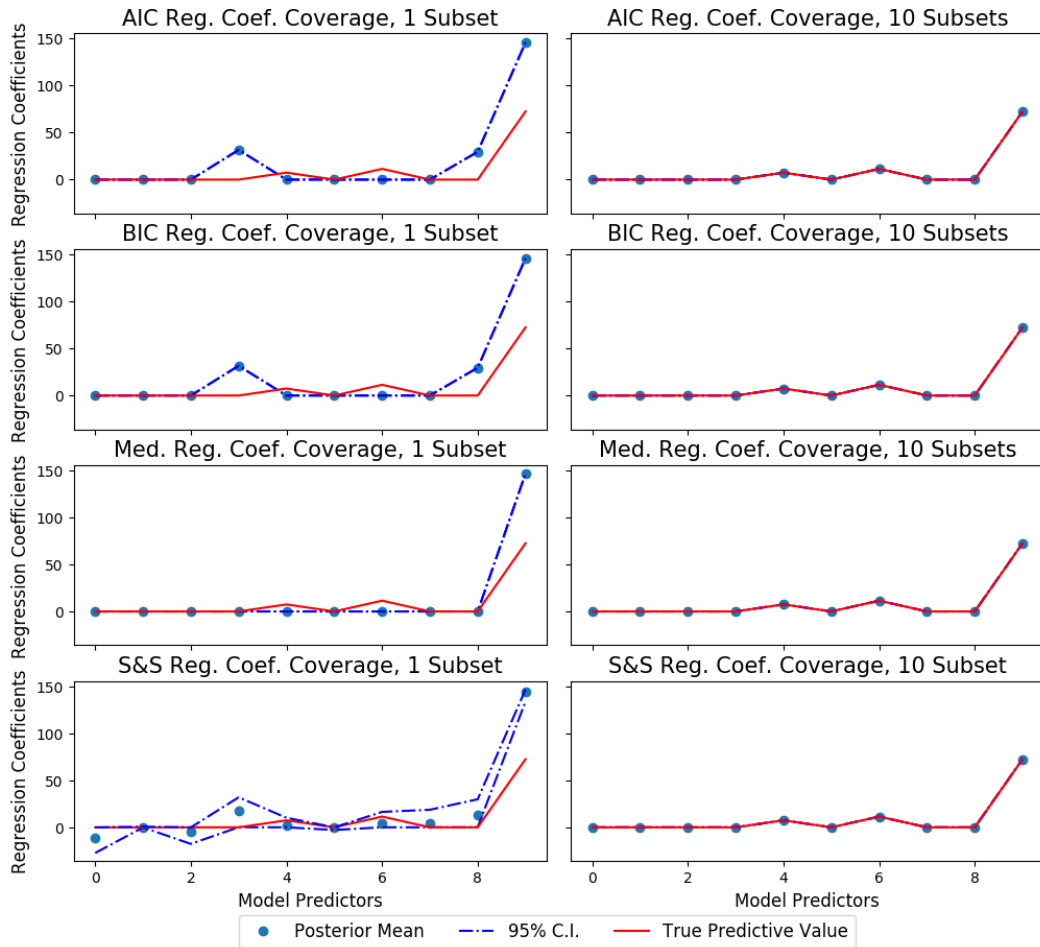 AIC Reg. Coef. Coverage, 1 Subset
AIC Reg. Coef. Coverage, 10 Subsets
Regression Coefficients
150
100
50
0
BIC Reg. Coef. Coverage, 1 Subset
BIC Reg. Coef. Coverage, 10 Subsets
Regression Coefficients
150
100
50
0
Med. Reg. Coef. Coverage, 1 Subset
Med. Reg. Coef. Coverage, 10 Subsets
Regression Coefficients
150
100
50
0
S&S Reg. Coef. Coverage, 1 Subset
S&S Reg. Coef. Coverage, 10 Subset
Regression Coefficients
150
100
50
0
0 2 4 6 8
0 2 4 6 8
Model Predictors
Model Predictors
Posterior Mean 95% C.I. True Predictive Value